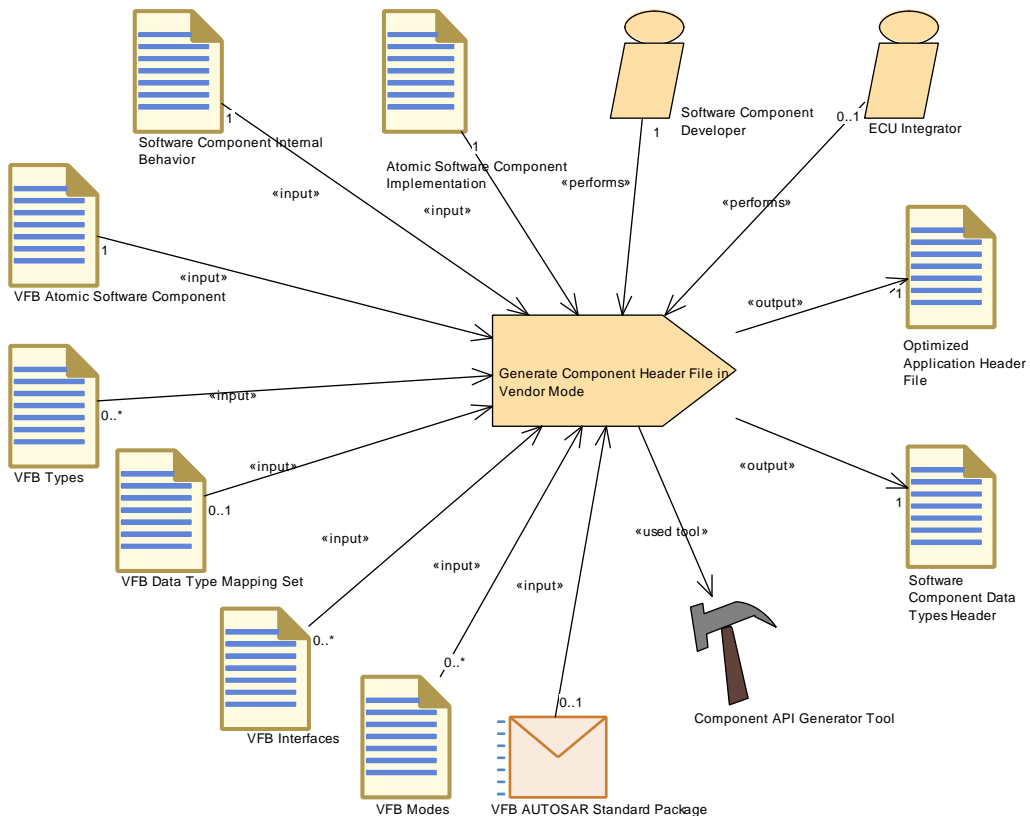 Software Component Internal
Behavior
1
«input»
Atomic Software Component
Implementation
1
«input»
Software Component
Developer
1
«performs»
ECU Integrator
0..1
«performs»
VFB Atomic Software Component
1
«input»
«output»
1
Optimized
Application Header
File
Generate Component Header File in
Vendor Mode
VFB Types
0..*
«input»
VFB Data Type Mapping Set
0..1
«input»
«output»
1
Software
Component Data
Types Header
VFB Interfaces
0..*
«input»
VFB Modes
0..*
«input»
VFB AUTOSAR Standard Package
0..1
«input»
«used tool»
Component API Generator Tool